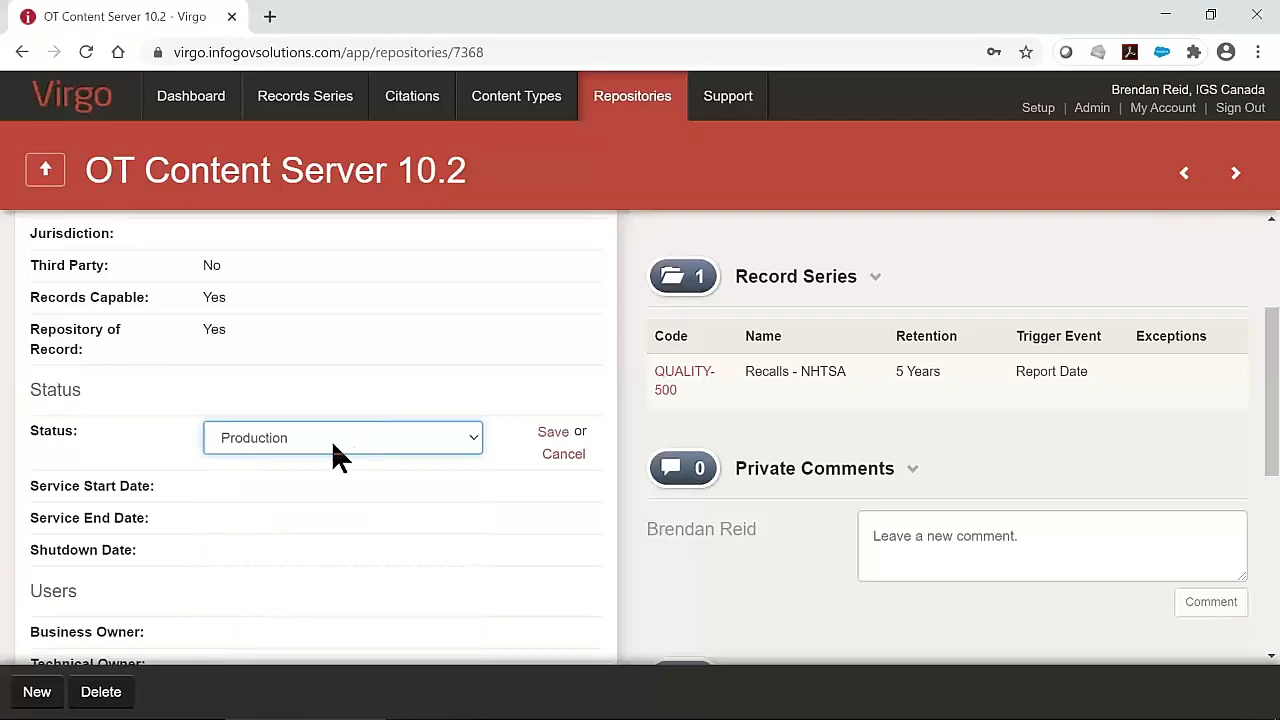 OT Content Server 10.2 - Virgo
virgo.infogovsolutions.com/app/repositories/7368
Virgo
Dashboard
Records Series
Citations
Content Types
Repositories
Support
Brendan Reid, IGS Canada
Setup | Admin | My Account | Sign Out
OT Content Server 10.2
Jurisdiction:
Third Party: No
Records Capable: Yes
Repository of Yes
Record:
Status
Status: Production Save or
Cancel
Service Start Date:
Service End Date:
Shutdown Date:
Users
Business Owner:
Technical Owner:
1 Record Series
Code Name Retention Trigger Event Exceptions
QUALITY- Recalls - NHTSA 5 Years Report Date
500
0 Private Comments
Brendan Reid
Leave a new comment.
Comment
New Delete